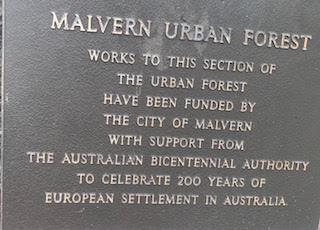 MALVERN URBAN FOREST
WORKS TO THIS SECTION OF
THE URBAN FOREST
HAVE BEEN FUNDED BY
THE CITY OF MALVERN
WITH SUPPORT FROM
THE AUSTRALIAN BICENTENNIAL AUTHORITY
TO CELEBRATE 200 YEARS OF
EUROPEAN SETTLEMENT IN AUSTRALIA.